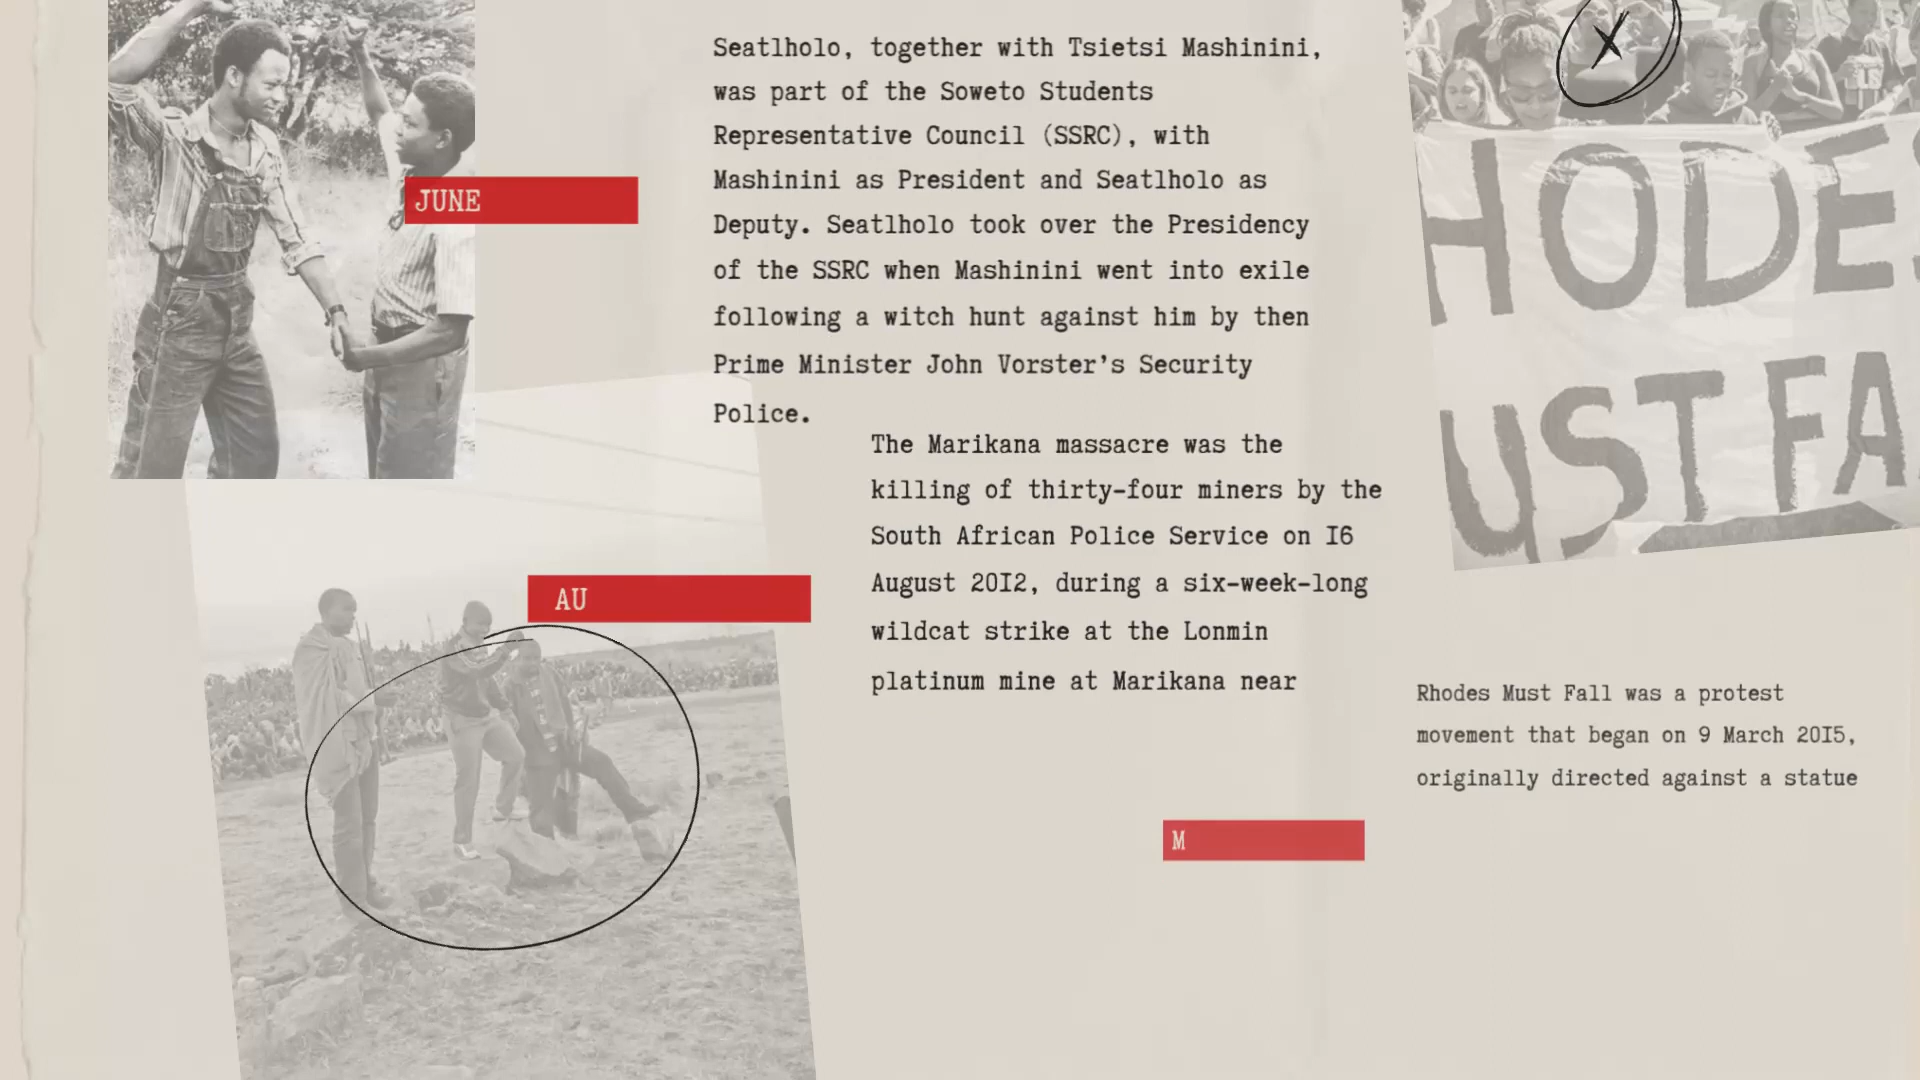 Seatlholo, together with Tsietsi Mashinini,
was part of the Soweto Students
Representative Council (SSRC), with
Mashinini as President and Seatlholo as
Deputy. Seatlholo took over the Presidency
of the SSRC when Mashinini went into exile
following a witch hunt against him by then
Prime Minister John Vorster’s Security
Police.
JUNE
The Marikana massacre was the
killing of thirty-four miners by the
South African Police Service on 16
August 2012, during a six-week-long
wildcat strike at the Lonmin
platinum mine at Marikana near
AU
HODES
UST FA
Rhodes Must Fall was a protest
movement that began on 9 March 2015,
originally directed against a statue
M